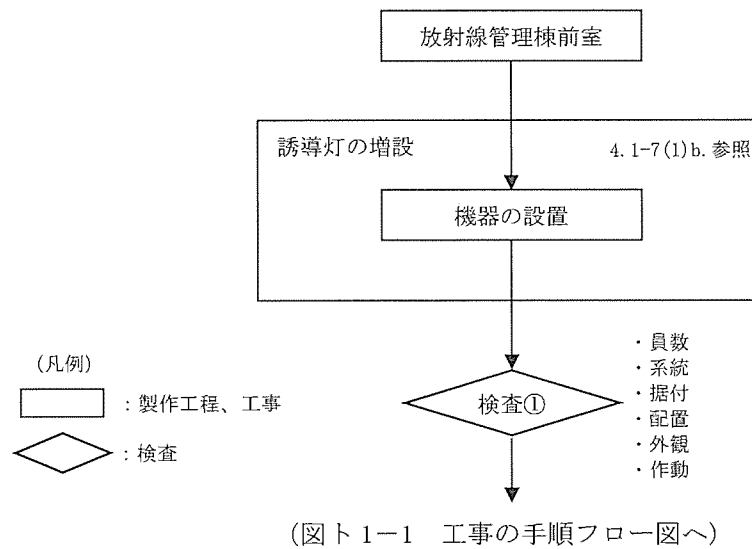 放射線管理棟前室
誘導灯の増設
4.1-7(1)b.参照
機器の設置
検査①
・員数
・系統
・据付
・配置
・外観
・作動
(凡例)
：製作工程、工事
：検査
(図ト1-1　工事の手順フロー図へ)